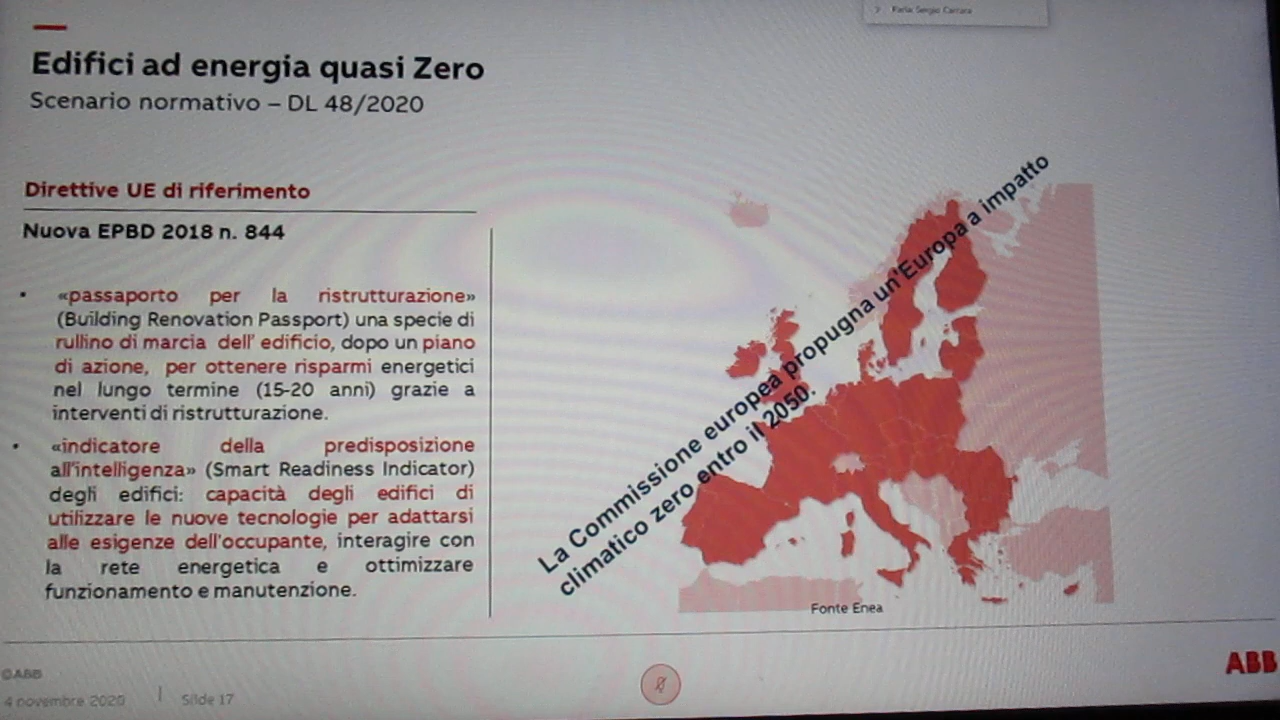 Parla: Sergio Carrara
Edifici ad energia quasi Zero
Scenario normativo – DL 48/2020
Direttive UE di riferimento
Nuova EPBD 2018 n. 844
• «passaporto per la ristrutturazione»
(Building Renovation Passport) una specie di
rullino di marcia dell' edificio, dopo un piano
di azione, per ottenere risparmi energetici
nel lungo termine (15-20 anni) grazie a
interventi di ristrutturazione.
• «indicatore della predisposizione
all'intelligenza» (Smart Readiness Indicator)
degli edifici: capacità degli edifici di
utilizzare le nuove tecnologie per adattarsi
alle esigenze dell'occupante, interagire con
la rete energetica e ottimizzare
funzionamento e manutenzione.
La Commissione europea propugna un'Europa a impatto
climatico zero entro il 2050.
Fonte Enea
©ABB
4 novembre 2020 | Slide 17
ABB